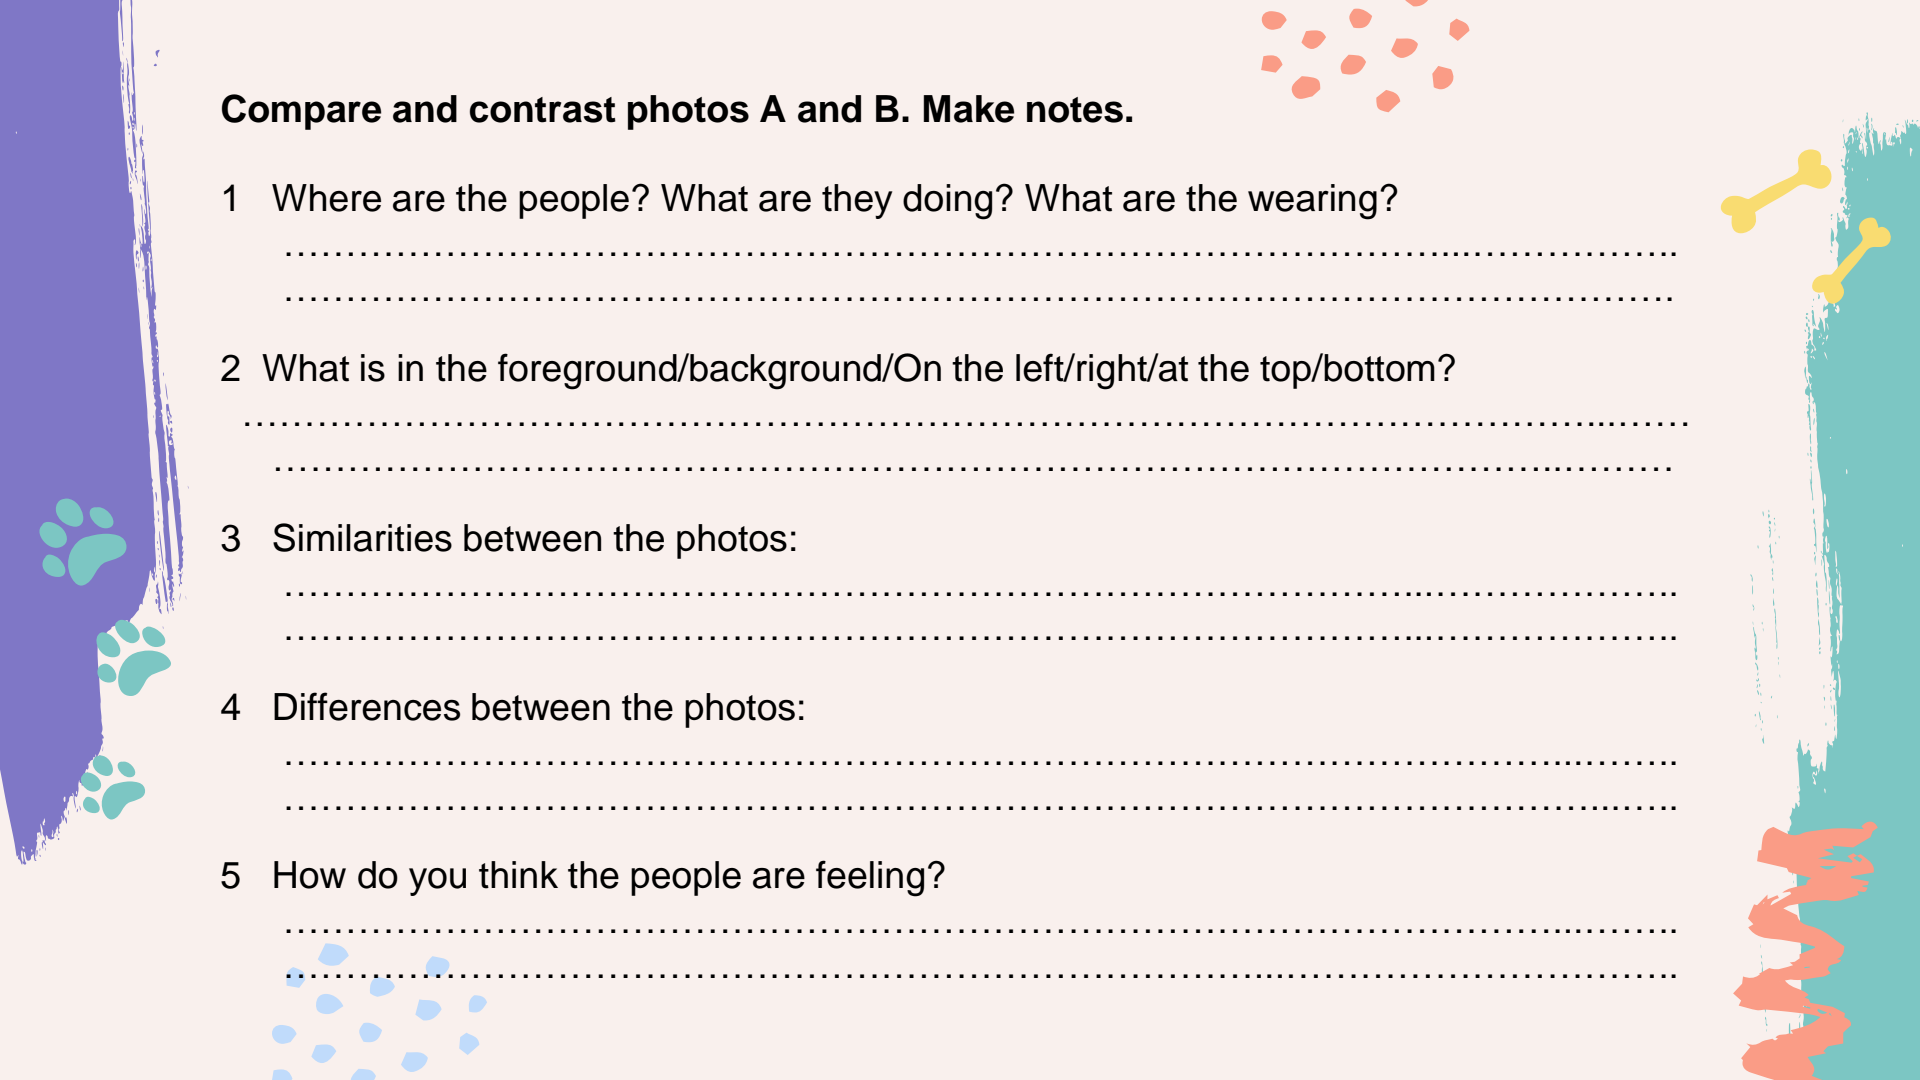 Compare and contrast photos A and B. Make notes.
1 Where are the people? What are they doing? What are the wearing?
……………………………………………………………………………………...……………..
………………………………………………………………………………………………….
2 What is in the foreground/background/On the left/right/at the top/bottom?
………………………………………………………………………………………………...……
……………………………………………………………………………………………..………
3 Similarities between the photos:
…………………………………………………………………………………...………………..
…………………………………………………………………………………...………………..
4 Differences between the photos:
……………………………………………………………………………………………...……..
………………………………………………………………………………………………...…..
5 How do you think the people are feeling?
……………………………………………………………………………………………...……..
………………………………………………………………………...…………………………..